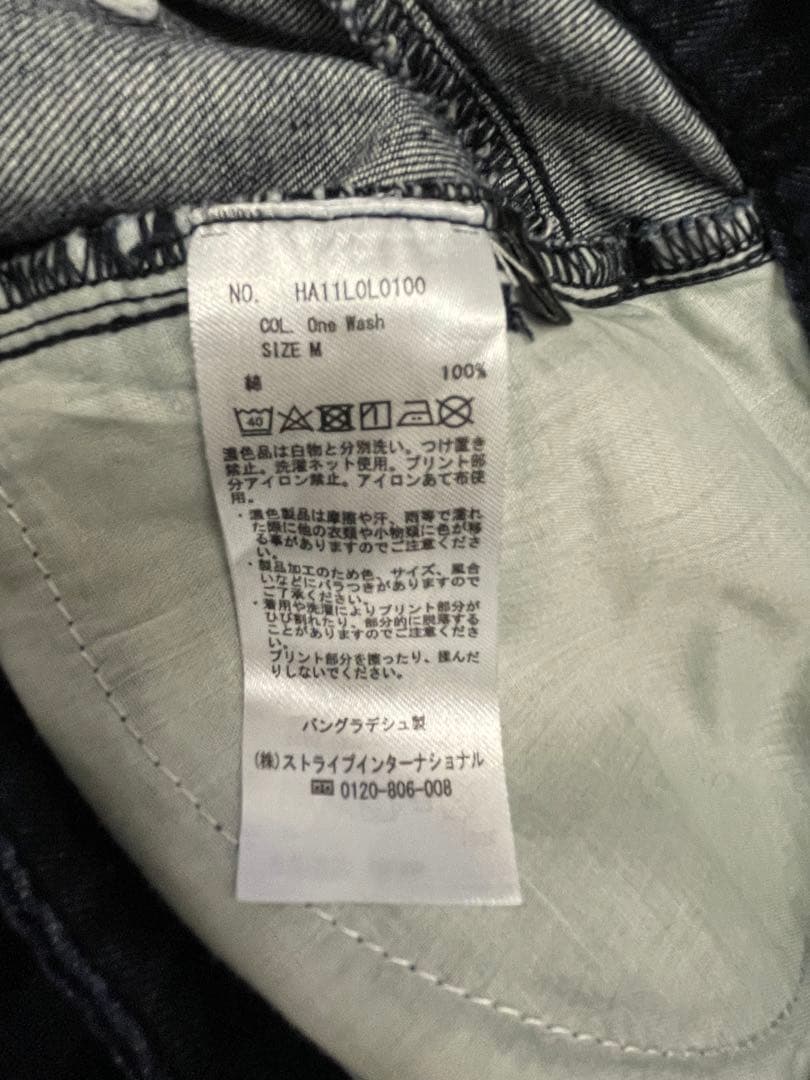 NO. HA11L0L0100
COL. One Wash
SIZE M
綿 100%
40
濃色品は白物と分別洗い。つけ置き
禁止。洗濯ネット使用。プリント部
分アイロン禁止。アイロンあて布使
用。
・濃色製品は摩擦や汗、雨等で濡れ
た際に他の衣類や小物類に色が移
る事がありますのでご注意くださ
い。
・製品加工のため色、サイズ、風合
いなどにバラつきがありますので
ご了承ください。
・着用や洗濯によりプリント部分が
ひび割れたり、部分的に脱落する
ことがありますのでご注意くださ
い。
プリント部分を擦ったり、揉んだ
りしないでください。
バングラデシュ製
(株)ストライプインターナショナル
0120-806-008